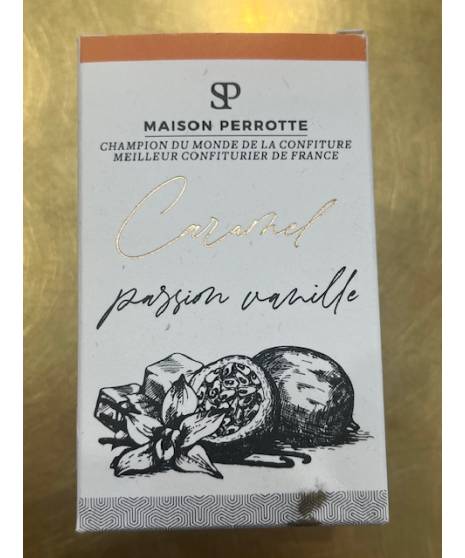 SP
MAISON PERROTTE
CHAMPION DU MONDE DE LA CONFITURE
MEILLEUR CONFITURIER DE FRANCE
Caramel
passion vanille